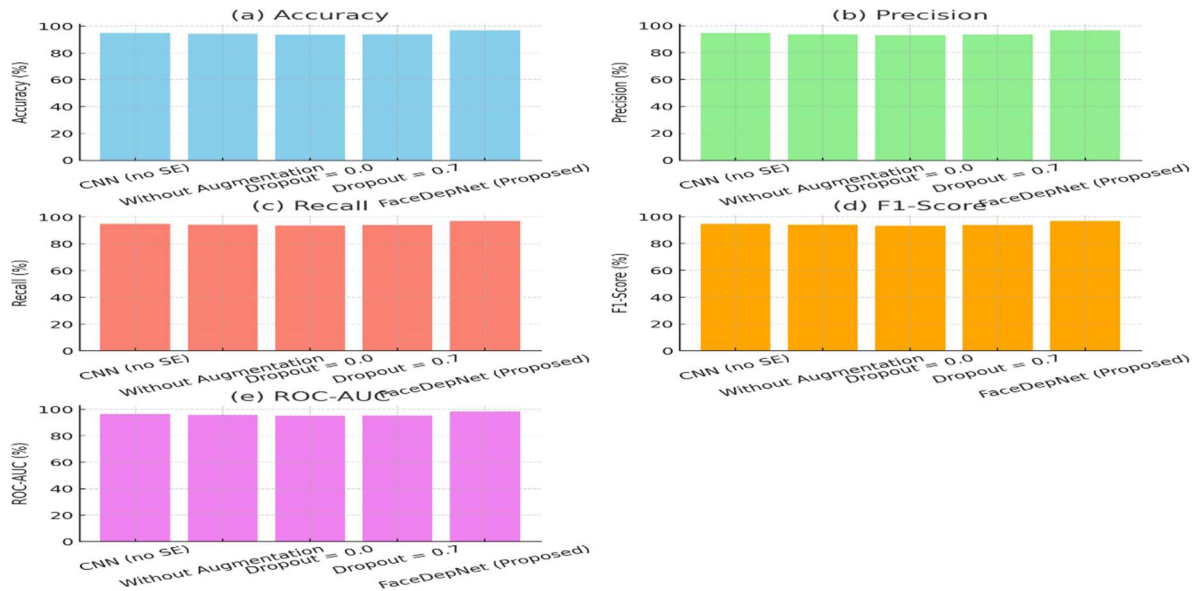 (a) Accuracy
100
80
60
40
20
0
Accuracy (%)
CNN (no SE)
Without Augmentation
Dropout = 0.0
Dropout = 0.7
FaceDepNet (Proposed)
(b) Precision
100
80
60
40
20
0
Precision (%)
CNN (no SE)
Without Augmentation
Dropout = 0.0
Dropout = 0.7
FaceDepNet (Proposed)
(c) Recall
100
80
60
40
20
0
Recall (%)
CNN (no SE)
Without Augmentation
Dropout = 0.0
Dropout = 0.7
FaceDepNet (Proposed)
(d) F1-Score
100
80
60
40
20
0
F1-Score (%)
CNN (no SE)
Without Augmentation
Dropout = 0.0
Dropout = 0.7
FaceDepNet (Proposed)
(e) ROC-AUC
100
80
60
40
20
0
ROC-AUC (%)
CNN (no SE)
Without Augmentation
Dropout = 0.0
Dropout = 0.7
FaceDepNet (Proposed)